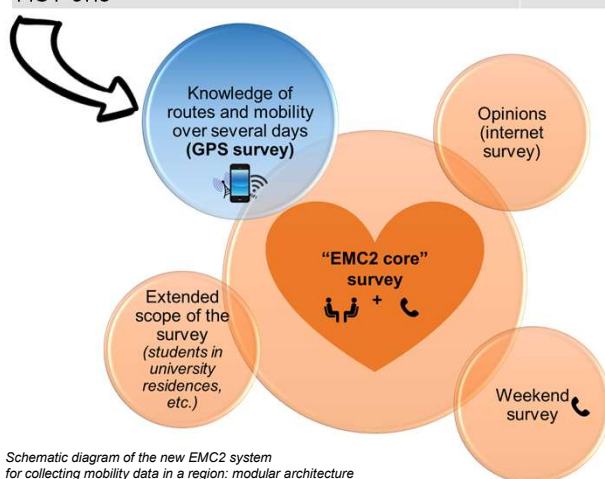 Knowledge of
routes and mobility
over several days
(GPS survey)
Opinions
(internet
survey)
“EMC2 core”
survey
+
Extended
scope of the
survey
(students in
university
residences,
etc.)
Weekend
survey
Schematic diagram of the new EMC2 system
for collecting mobility data in a region: modular architecture